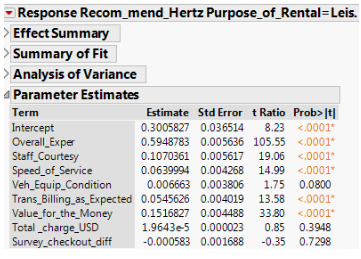 Response Recom_mend_Hertz Purpose_of_Rental=Leis.
Effect Summary
Summary of Fit
Analysis of Variance
Parameter Estimates
Term Estimate Std Error t Ratio Prob>|t|
Intercept 0.3005827 0.036514 8.23 <.0001*
Overall_Exper 0.5948783 0.005636 105.55 <.0001*
Staff_Courtesy 0.1070361 0.005617 19.06 <.0001*
Speed_of_Service 0.0639994 0.004268 14.99 <.0001*
Veh_Equip_Condition 0.006663 0.003806 1.75 0.0800
Trans_Billing_as_Expected 0.0545626 0.004019 13.58 <.0001*
Value_for_the_Money 0.1516827 0.004488 33.80 <.0001*
Total _charge_USD 1.9643e-5 0.000023 0.85 0.3948
Survey_checkout_diff -0.000583 0.001688 -0.35 0.7298